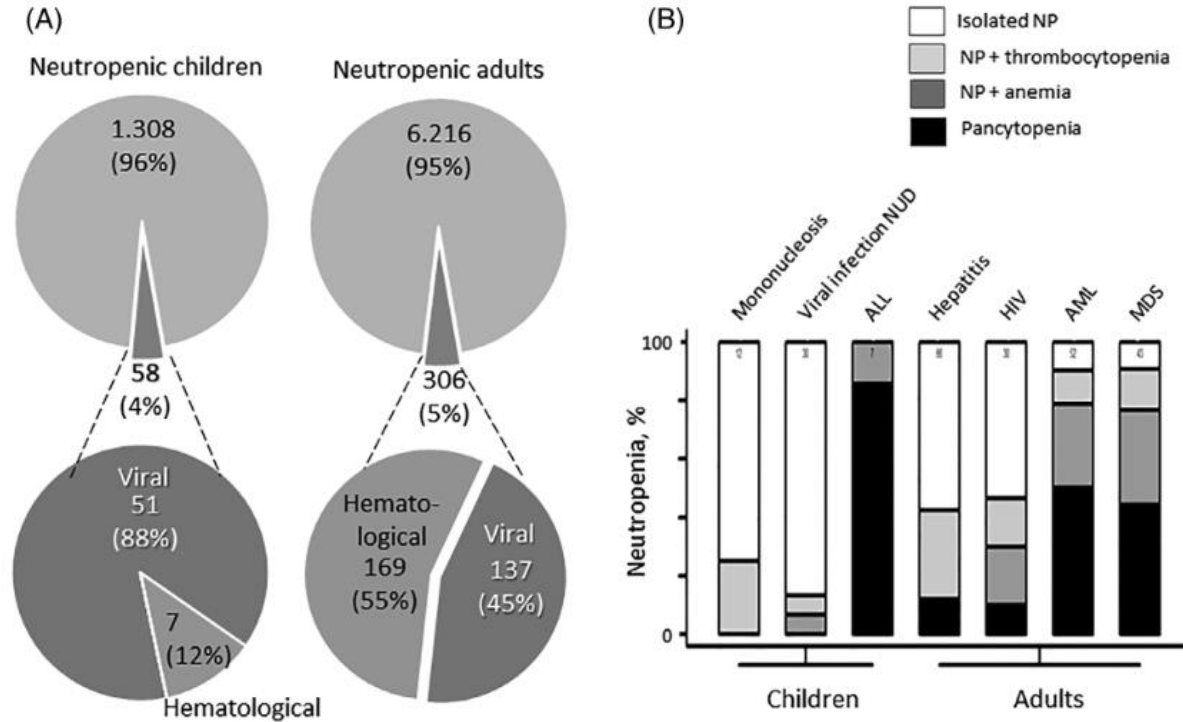 (A)
Neutropenic children
Neutropenic adults
1.308
(96%)
6.216
(95%)
58
(4%)
306
(5%)
Viral
51
(88%)
7
(12%)
Hematological
Hemato-
logical
169
(55%)
Viral
137
(45%)
(B)
Isolated NP
NP + thrombocytopenia
NP + anemia
Pancytopenia
Mononucleosis
Viral infection NUD
ALL
Hepatitis
HIV
AML
MDS
Neutropenia, %
100
0
7
Children
Adults